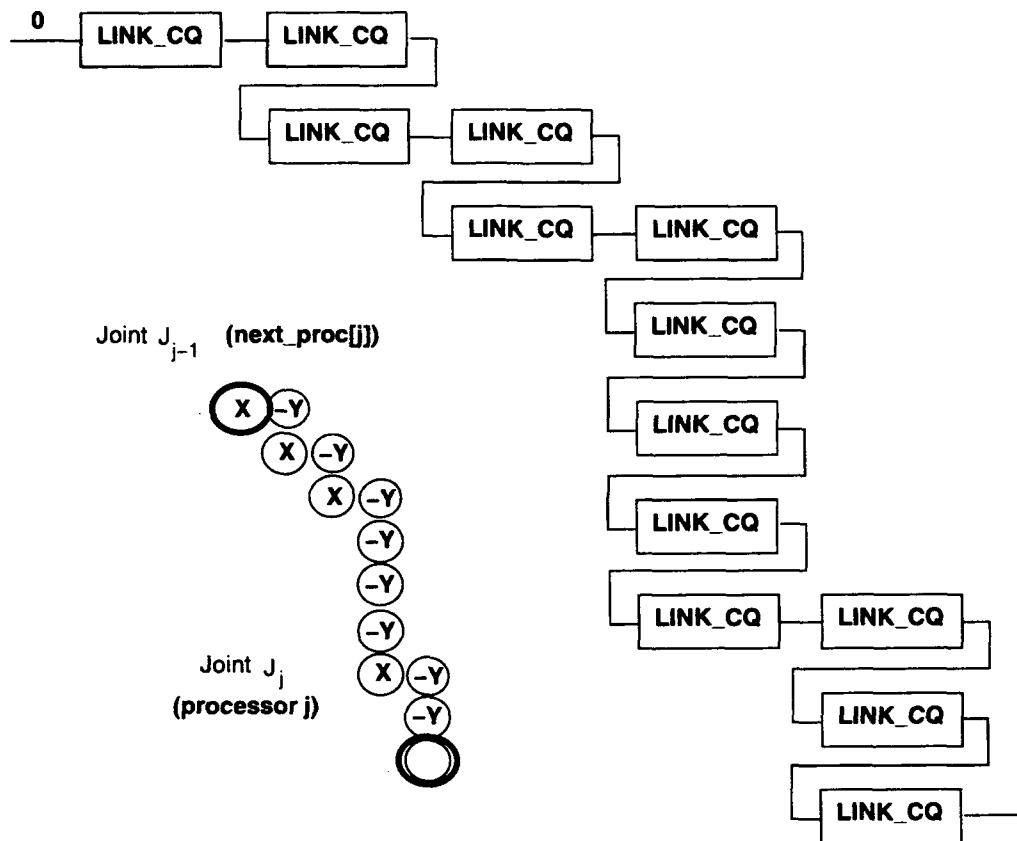 0
LINK_CQ LINK_CQ
LINK_CQ LINK_CQ
LINK_CQ LINK_CQ
LINK_CQ
Joint J j-1 (next_proc[j])
X -Y
LINK_CQ
X -Y
X -Y
LINK_CQ
-Y
-Y
LINK_CQ LINK_CQ
-Y
Joint J j
X -Y
(processor j)
-Y
LINK_CQ
LINK_CQ